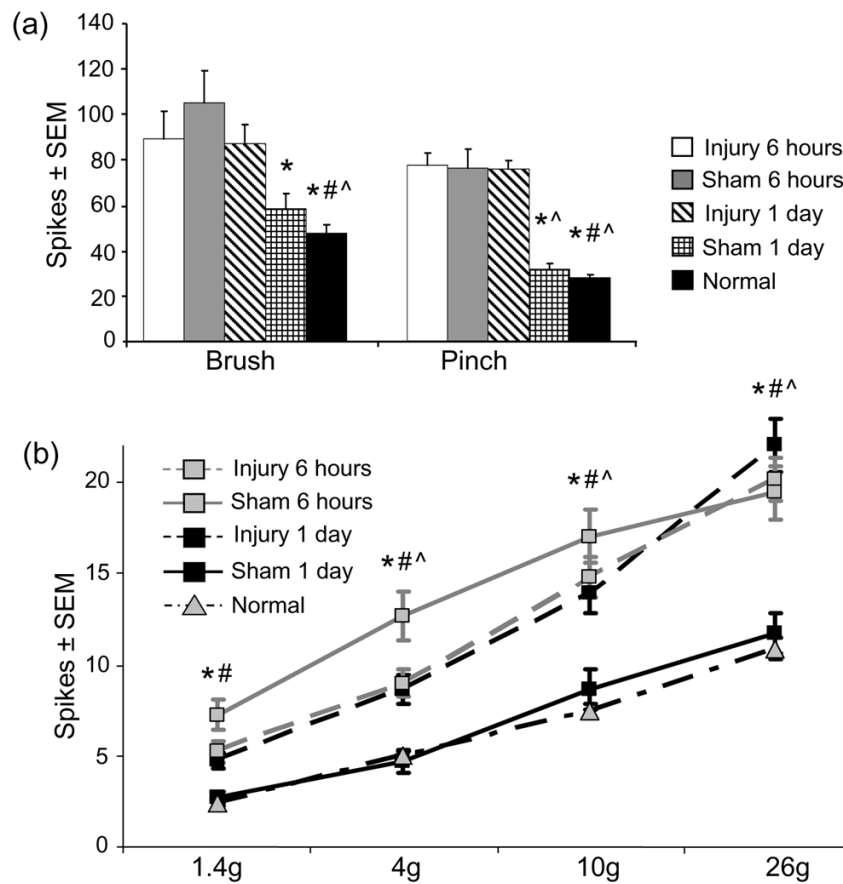 (a)
Spikes ± SEM
140
120
100
80
60
40
20
0
*
*#^
*^
*#^
Brush
Pinch
Injury 6 hours
Sham 6 hours
Injury 1 day
Sham 1 day
Normal
(b)
Spikes ± SEM
20
15
10
5
0
Injury 6 hours
Sham 6 hours
Injury 1 day
Sham 1 day
Normal
*#
*#^
*#^
*#^
1.4g
4g
10g
26g